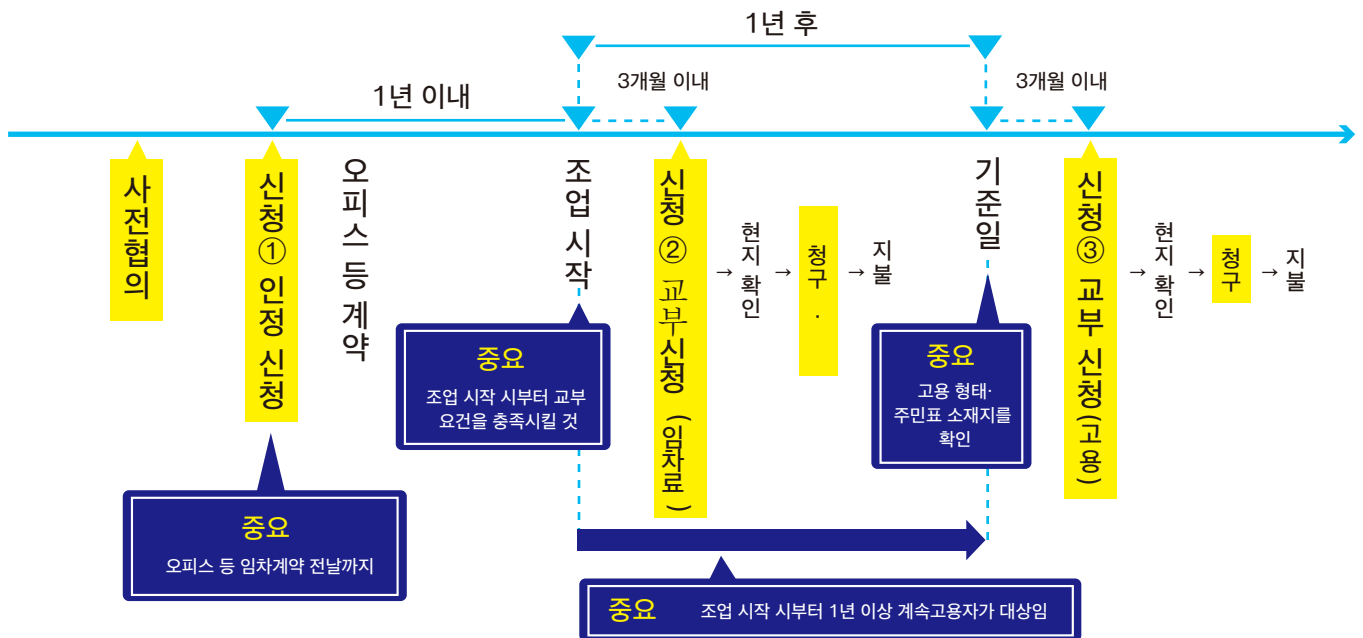 1년 후
3개월 이내
3개월 이내
1년 이내
사전협의
신청① 인정 신청
오피스 등 계약
조업 시작
신청 ② 교부신청 (임차료)
→ 현지 확인 → 청구 · → 지불
기준일
신청③ 교부 신청(고용)
→ 현지 확인 → 청구 → 지불
중요
조업 시작 시부터 교부
요건을 충족시킬 것
중요
고용 형태·
주민표 소재지를
확인
중요
오피스 등 임차계약 전날까지
중요 조업 시작 시부터 1년 이상 계속고용자가 대상임